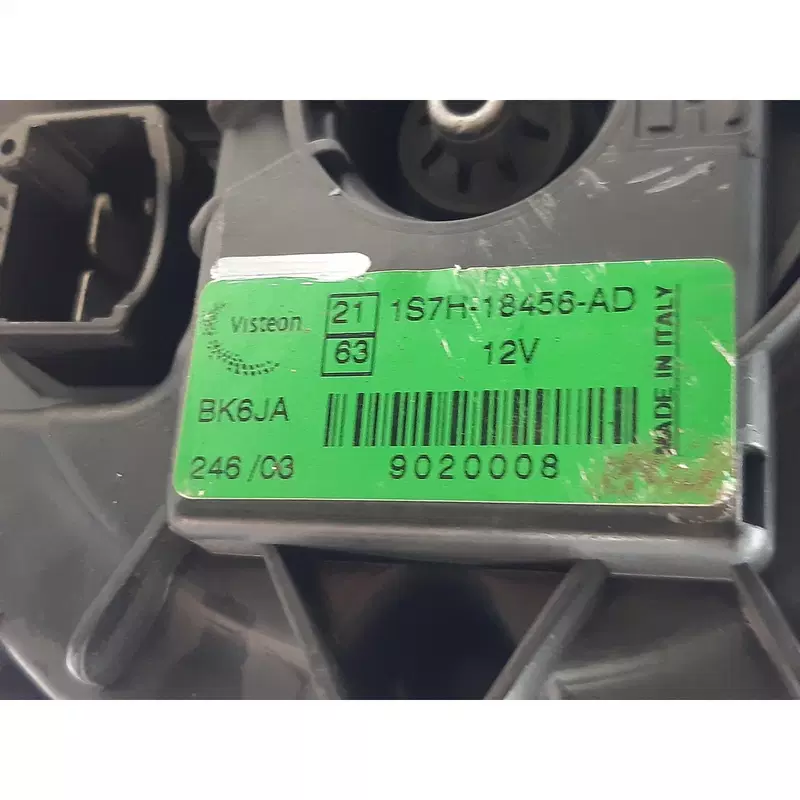 Visteon
21
63
1S7H-18456-AD
12V
BK6JA
246/03
9020008
MADE IN ITALY